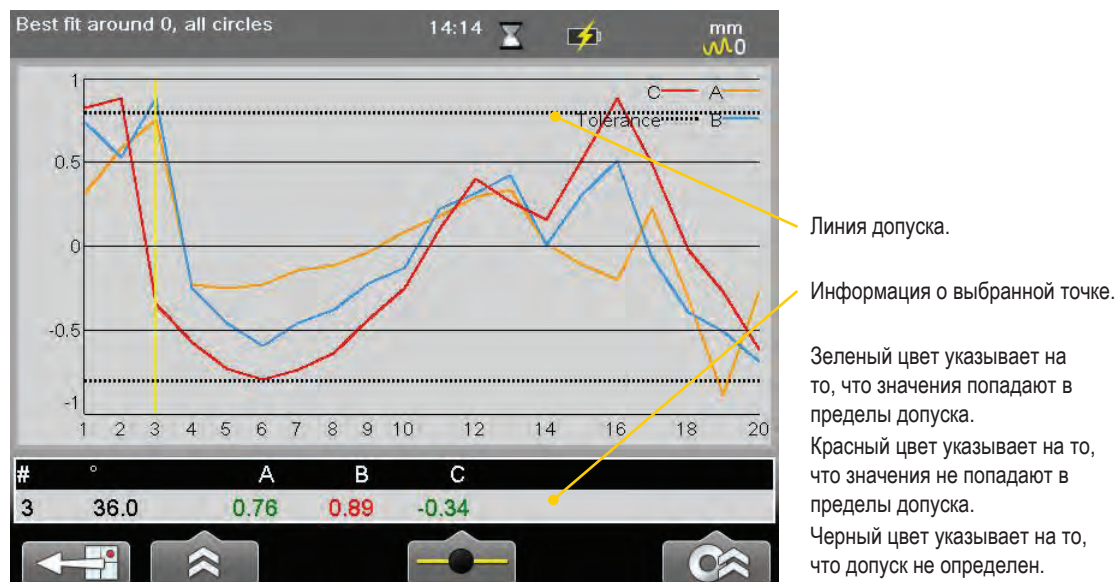 Best fit around 0, all circles 14:14 mm
0
1
C A
Tolerance B
0.5
0
-0.5
-1
1 2 3 4 5 6 7 8 9 10 12 14 16 18 20
# ° A B C
3 36.0 0.76 0.89 -0.34
Линия допуска.
Информация о выбранной точке.
Зеленый цвет указывает на
то, что значения попадают в
пределы допуска.
Красный цвет указывает на то,
что значения не попадают в
пределы допуска.
Черный цвет указывает на то,
что допуск не определен.